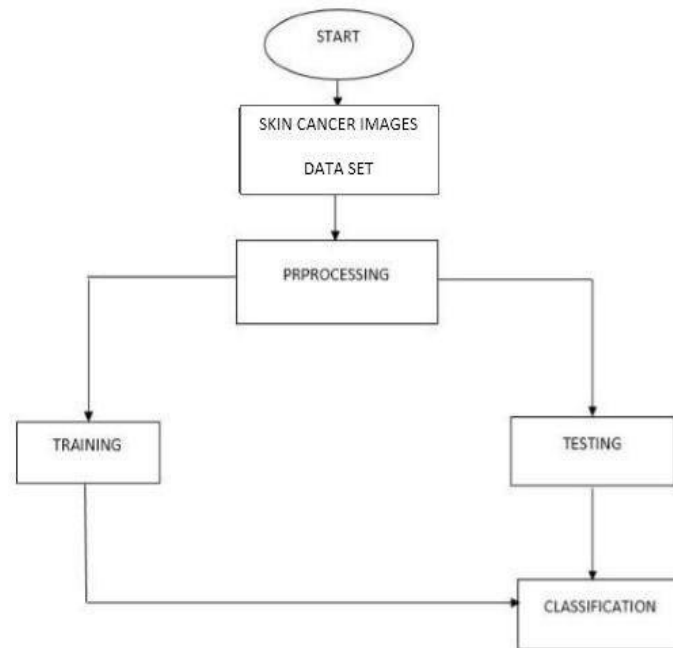 START
SKIN CANCER IMAGES
DATA SET
PRPROCESSING
TRAINING
TESTING
CLASSIFICATION